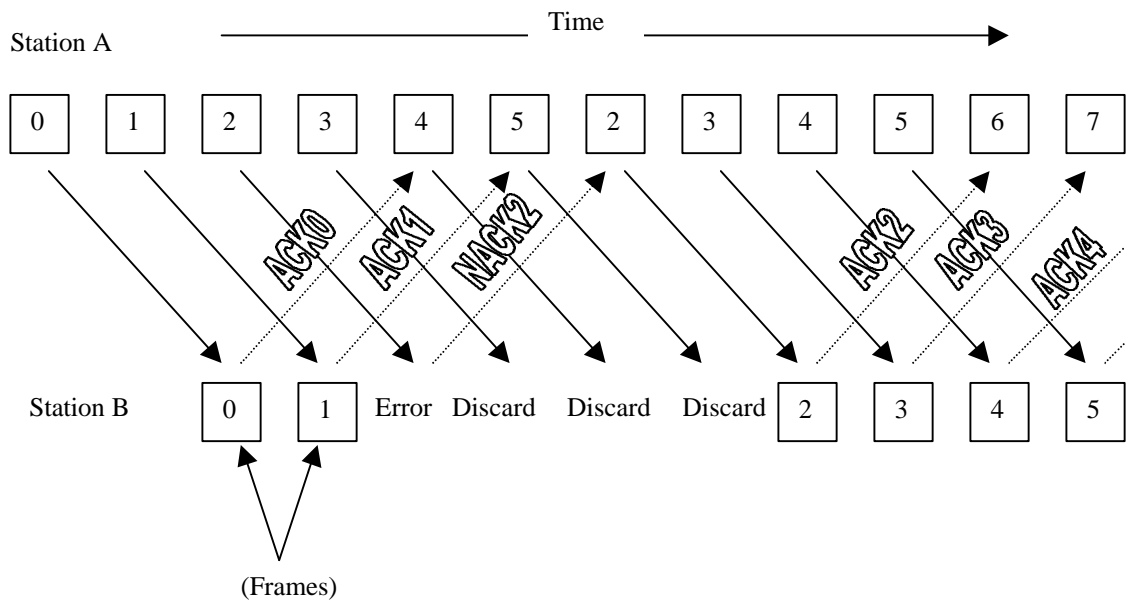 Time
Station A
0 1 2 3 4 5 2 3 4 5 6 7
ACK0 ACK1 NACK2 ACK2 ACK3 ACK4
Station B
0 1 Error Discard Discard Discard 2 3 4 5
(Frames)